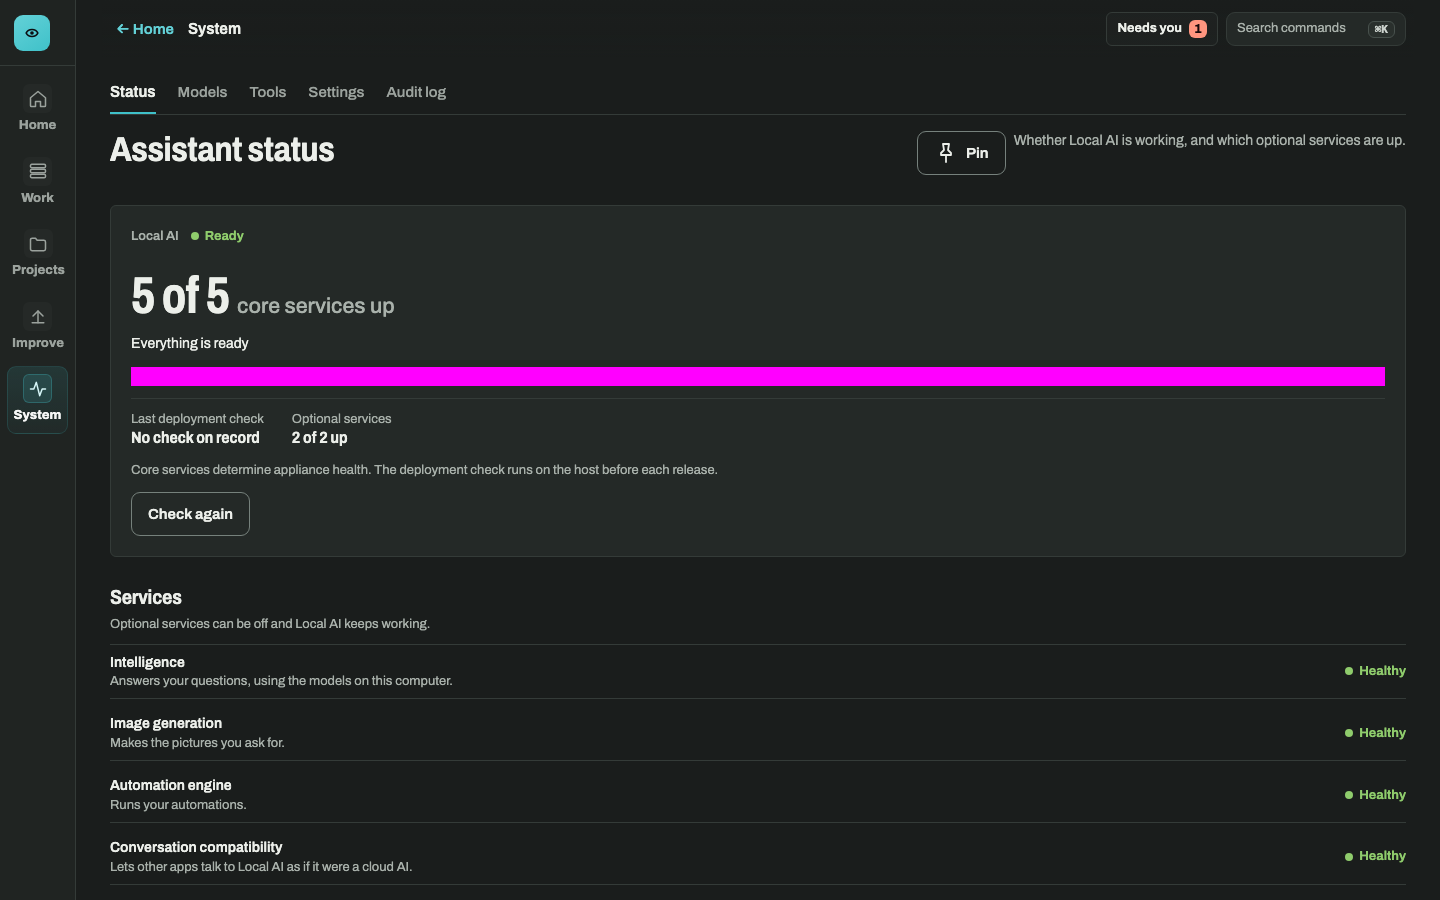 ← Home System
Needs you 1
Search commands ⌘K
Home
Work
Projects
Improve
System
Status Models Tools Settings Audit log
Assistant status
Pin
Whether Local AI is working, and which optional services are up.
Local AI Ready
5 of 5 core services up
Everything is ready
Last deployment check Optional services
No check on record 2 of 2 up
Core services determine appliance health. The deployment check runs on the host before each release.
Check again
Services
Optional services can be off and Local AI keeps working.
Intelligence
Answers your questions, using the models on this computer.
Healthy
Image generation
Makes the pictures you ask for.
Healthy
Automation engine
Runs your automations.
Healthy
Conversation compatibility
Lets other apps talk to Local AI as if it were a cloud AI.
Healthy